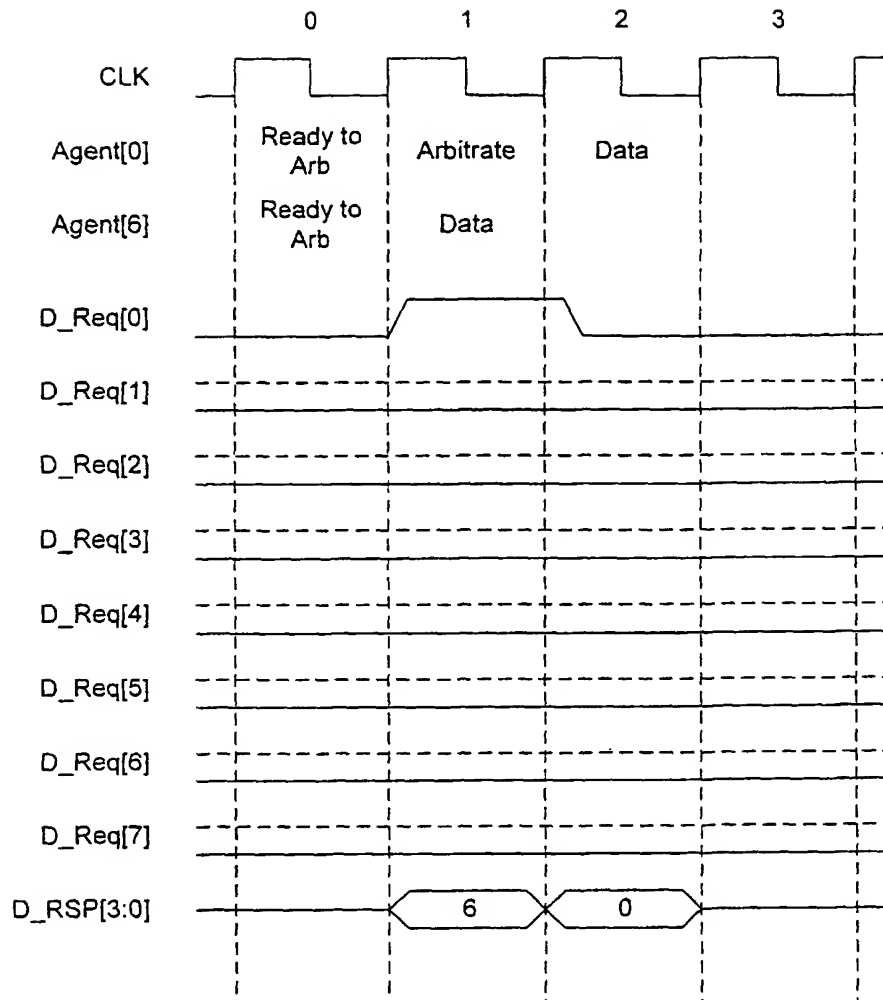 0 1 2 3
CLK
Agent[0] Ready to Arb Arbitrate Data
Agent[6] Ready to Arb Data
D_Req[0]
D_Req[1]
D_Req[2]
D_Req[3]
D_Req[4]
D_Req[5]
D_Req[6]
D_Req[7]
D_RSP[3:0] 6 0